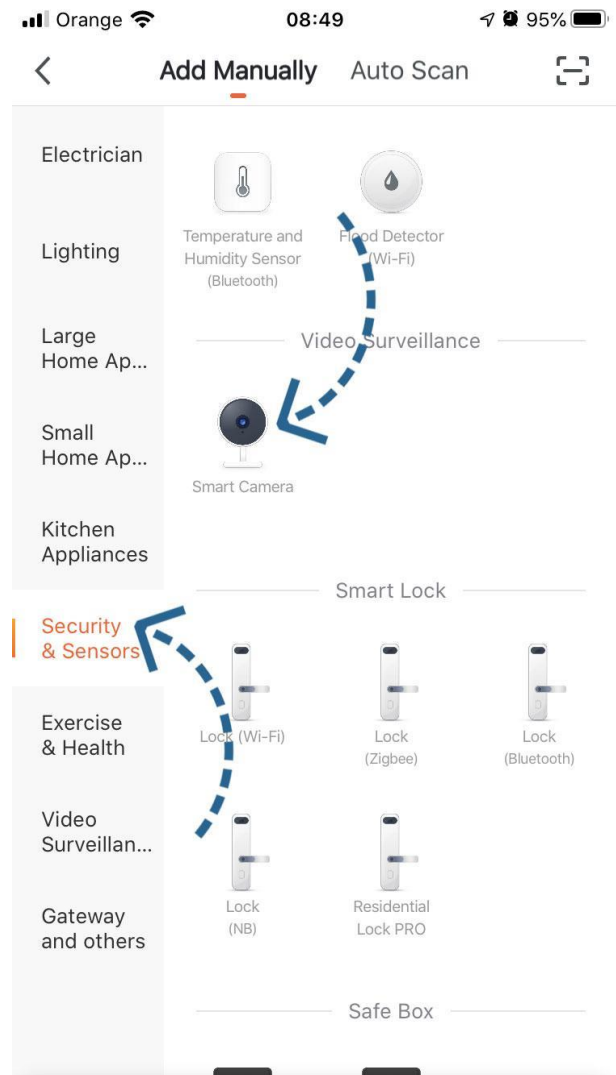 Orange 08:49 95%
Add Manually Auto Scan
Electrician
Lighting
Large
Home Ap...
Small
Home Ap...
Kitchen
Appliances
Security
& Sensors
Exercise
& Health
Video
Surveillan...
Gateway
and others
Temperature and
Humidity Sensor
(Bluetooth)
Flood Detector
(Wi-Fi)
Video Surveillance
Smart Camera
Smart Lock
Lock (Wi-Fi)
Lock
(Zigbee)
Lock
(Bluetooth)
Lock
(NB)
Residential
Lock PRO
Safe Box